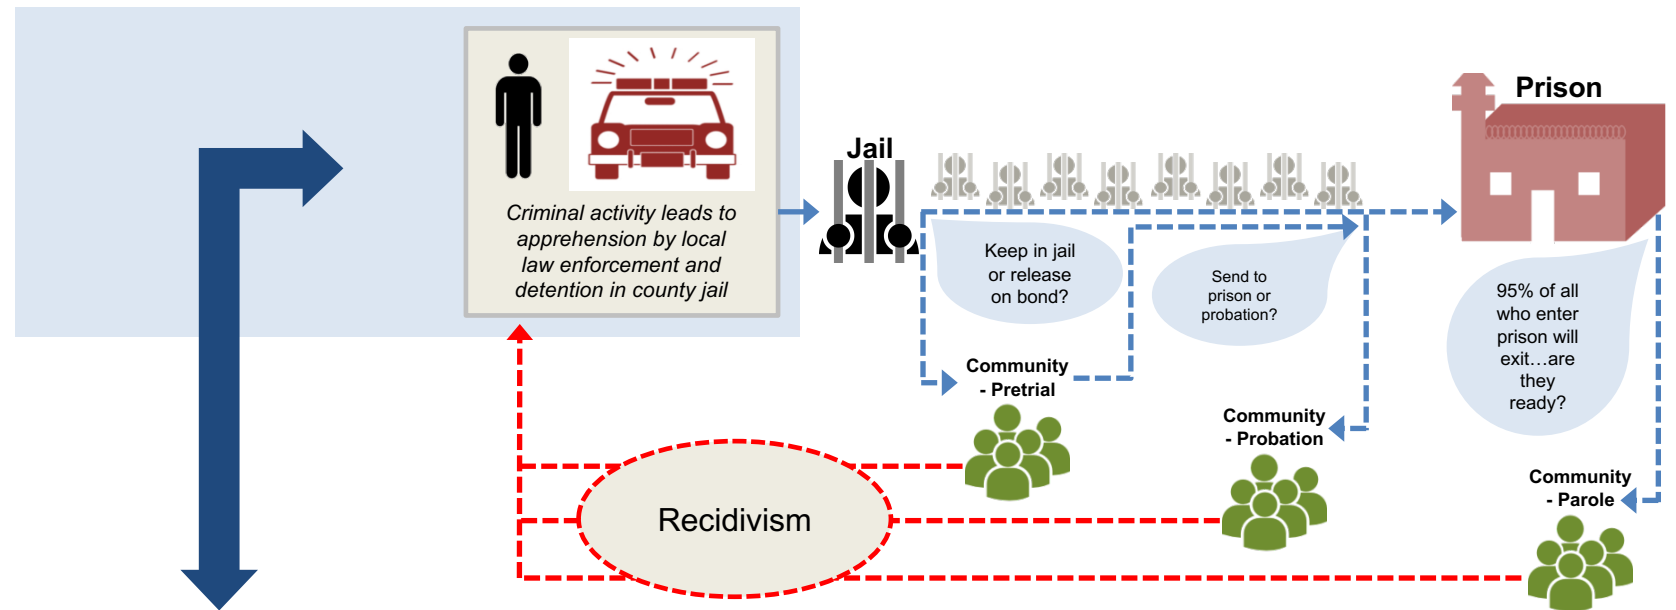 Criminal activity leads to
apprehension by local
law enforcement and
detention in county jail
Jail
Keep in jail
or release
on bond?
Send to
prison or
probation?
Prison
95% of all
who enter
prison will
exit…are
they
ready?
Community
- Pretrial
Community
- Probation
Community
- Parole
Recidivism